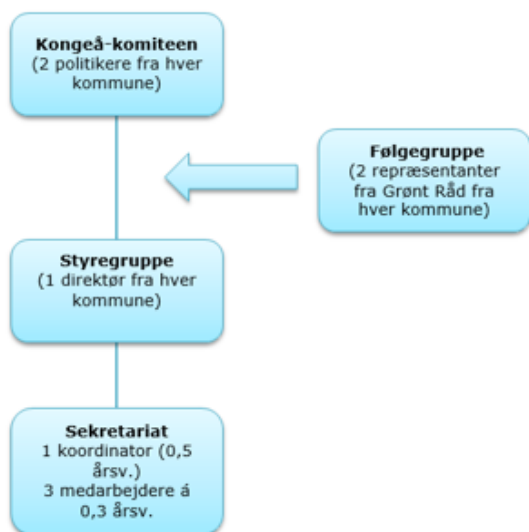 Kongeå-komiteen
(2 politikere fra hver
kommune)
Følgegruppe
(2 repræsentanter
fra Grønt Råd fra
hver kommune)
Styregruppe
(1 direktør fra hver
kommune)
Sekretariat
1 koordinator (0,5
årsv.)
3 medarbejdere á
0,3 årsv.